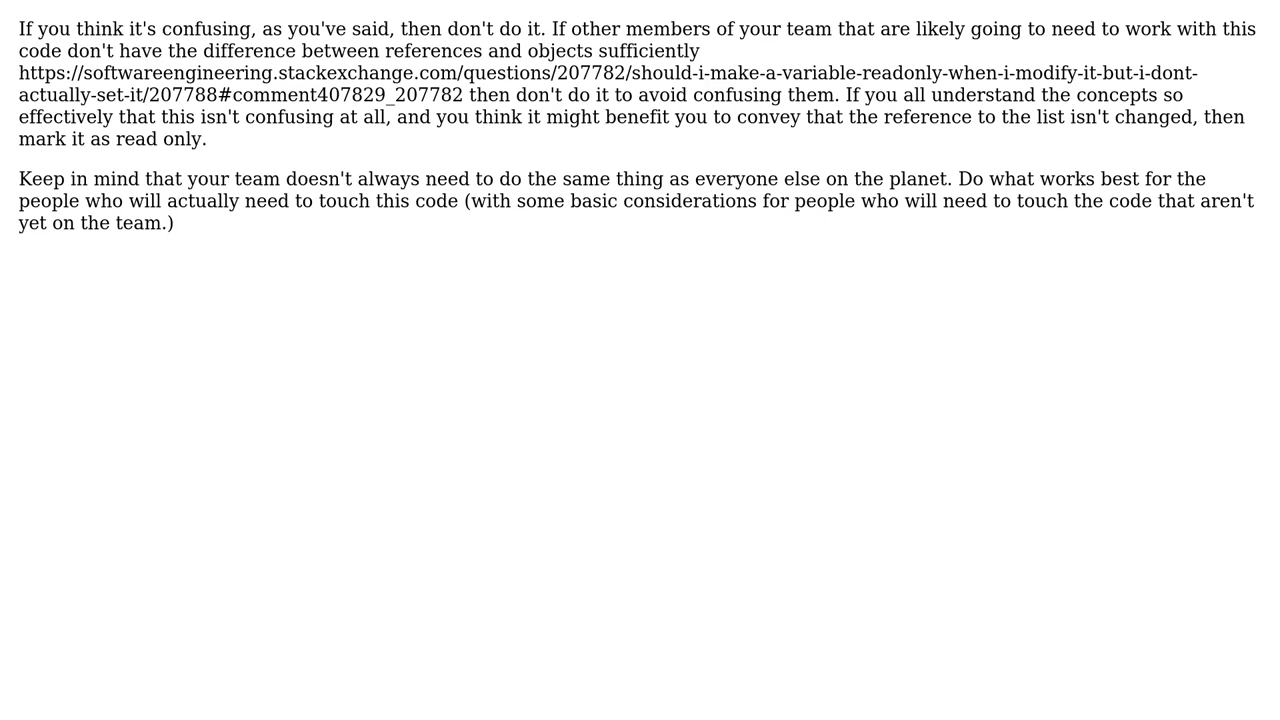 If you think it's confusing, as you've said, then don't do it. If other members of your team that are likely going to need to work with this
code don't have the difference between references and objects sufficiently
https://softwareengineering.stackexchange.com/questions/207782/should-i-make-a-variable-readonly-when-i-modify-it-but-i-dont-
actually-set-it/207788#comment407829_207782 then don't do it to avoid confusing them. If you all understand the concepts so
effectively that this isn't confusing at all, and you think it might benefit you to convey that the reference to the list isn't changed, then
mark it as read only.
Keep in mind that your team doesn't always need to do the same thing as everyone else on the planet. Do what works best for the
people who will actually need to touch this code (with some basic considerations for people who will need to touch the code that aren't
yet on the team.)